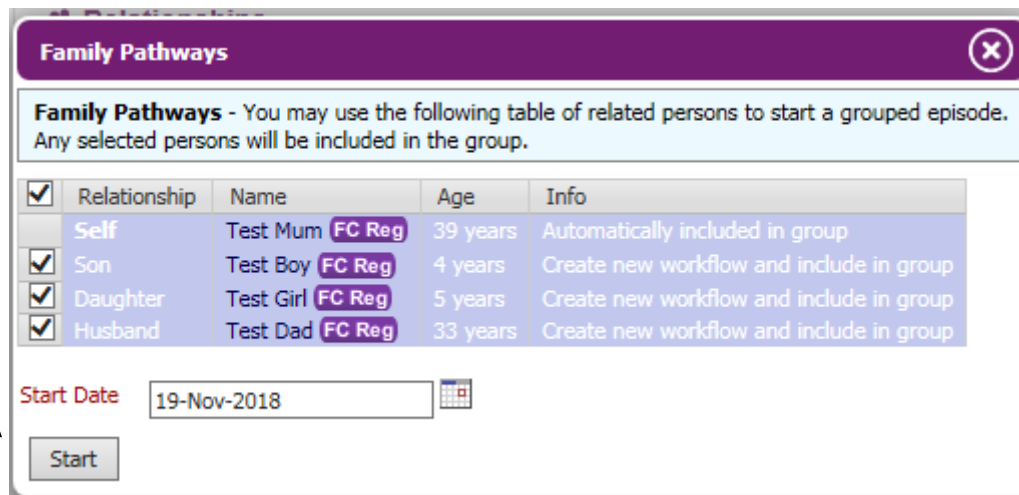 Relationships
Family Pathways
Family Pathways - You may use the following table of related persons to start a grouped episode.
Any selected persons will be included in the group.
Relationship Name Age Info
Self Test Mum FC Reg 39 years Automatically included in group
Son Test Boy FC Reg 4 years Create new workflow and include in group
Daughter Test Girl FC Reg 5 years Create new workflow and include in group
Husband Test Dad FC Reg 33 years Create new workflow and include in group
Start Date 19-Nov-2018
Start